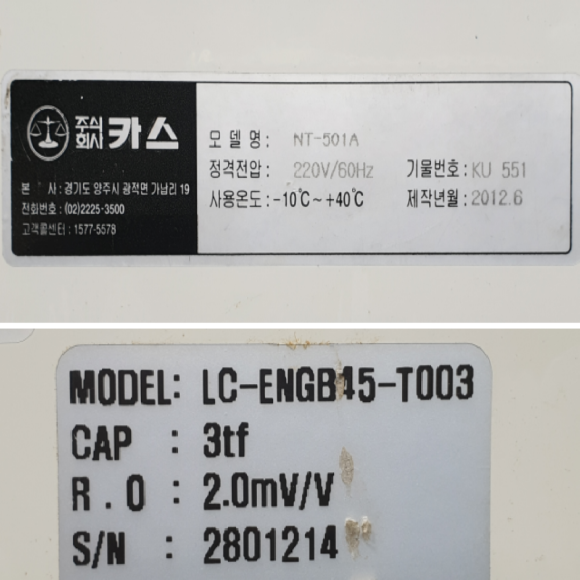 주식회사 카스
본 사 : 경기도 양주시 광적면 가납리 19
전화번호 : (02)2225-3500
고객콜센터 : 1577-5578
모 델 명 : NT-501A
정격전압 : 220V/60Hz 기물번호 : KU 551
사용온도 : -10℃ ~ +40℃ 제작년월 : 2012.6
MODEL: LC-ENGB45-T003
CAP : 3tf
R.O : 2.0mV/V
S/N : 2801214